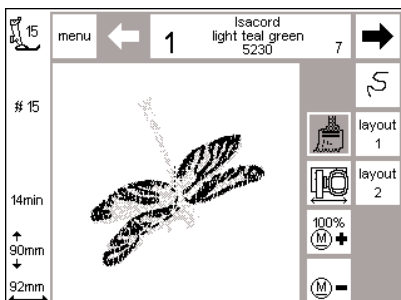 15
menu
1
Isacord
light teal green
5230
7
# 15
layout
1
layout
2
14min
100%
M +
90mm
M -
92mm